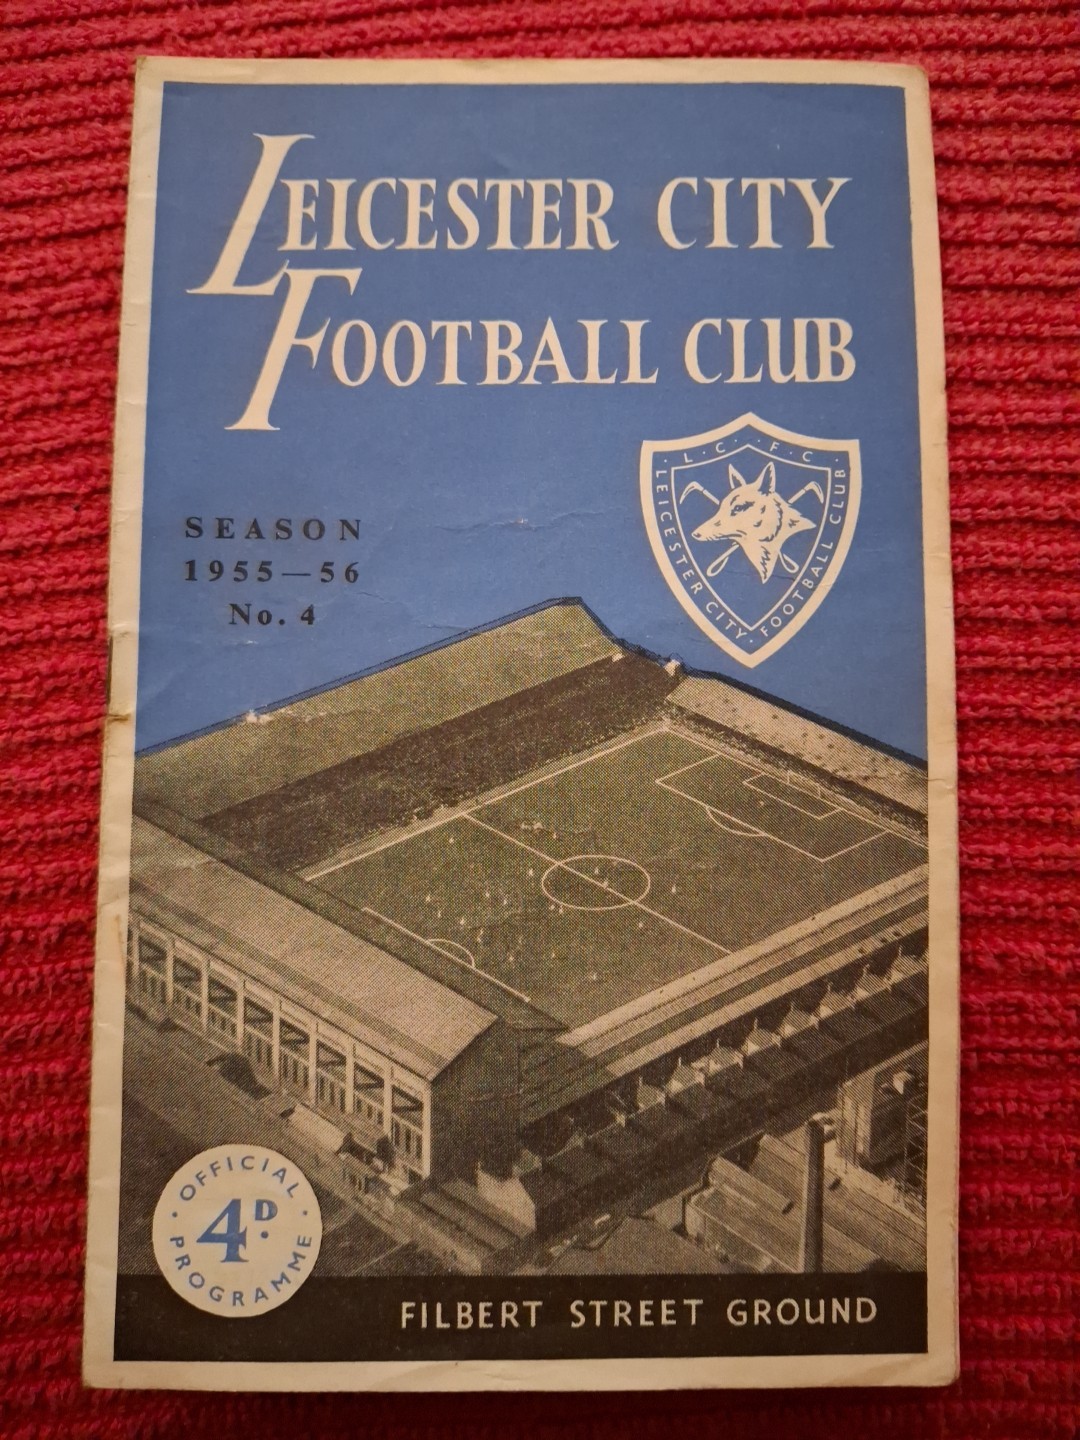 LEICESTER CITY
FOOTBALL CLUB
· L · C · F · C ·
LEICESTER CITY · FOOTBALL CLUB
SEASON
1955—56
No. 4
· OFFICIAL ·
4D.
PROGRAMME
FILBERT STREET GROUND